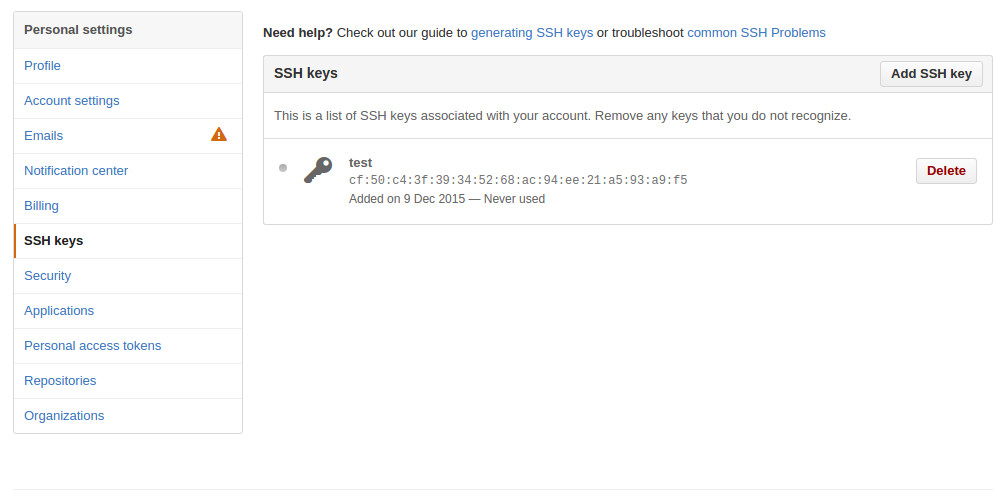 Personal settings
Profile
Account settings
Emails
Notification center
Billing
SSH keys
Security
Applications
Personal access tokens
Repositories
Organizations
Need help? Check out our guide to generating SSH keys or troubleshoot common SSH Problems
SSH keys
Add SSH key
This is a list of SSH keys associated with your account. Remove any keys that you do not recognize.
test
cf:50:c4:3f:39:34:52:68:ac:94:ee:21:a5:93:a9:f5
Added on 9 Dec 2015 — Never used
Delete